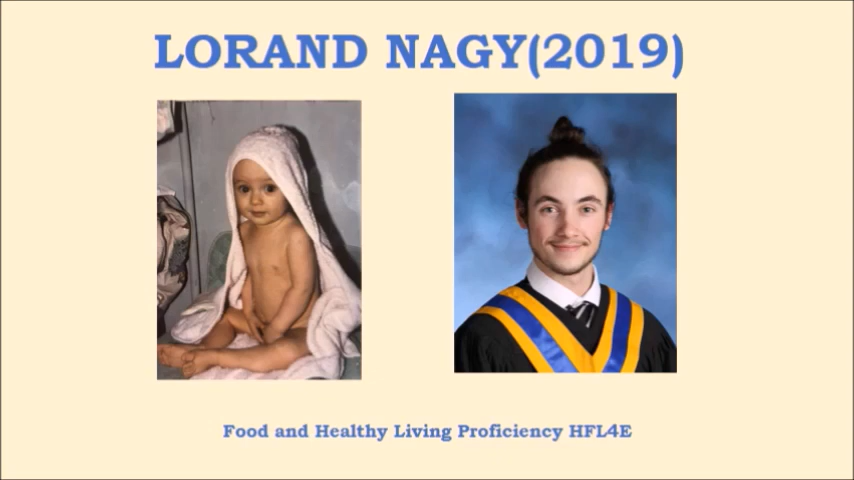 LORAND NAGY(2019)
Food and Healthy Living Proficiency HFL4E